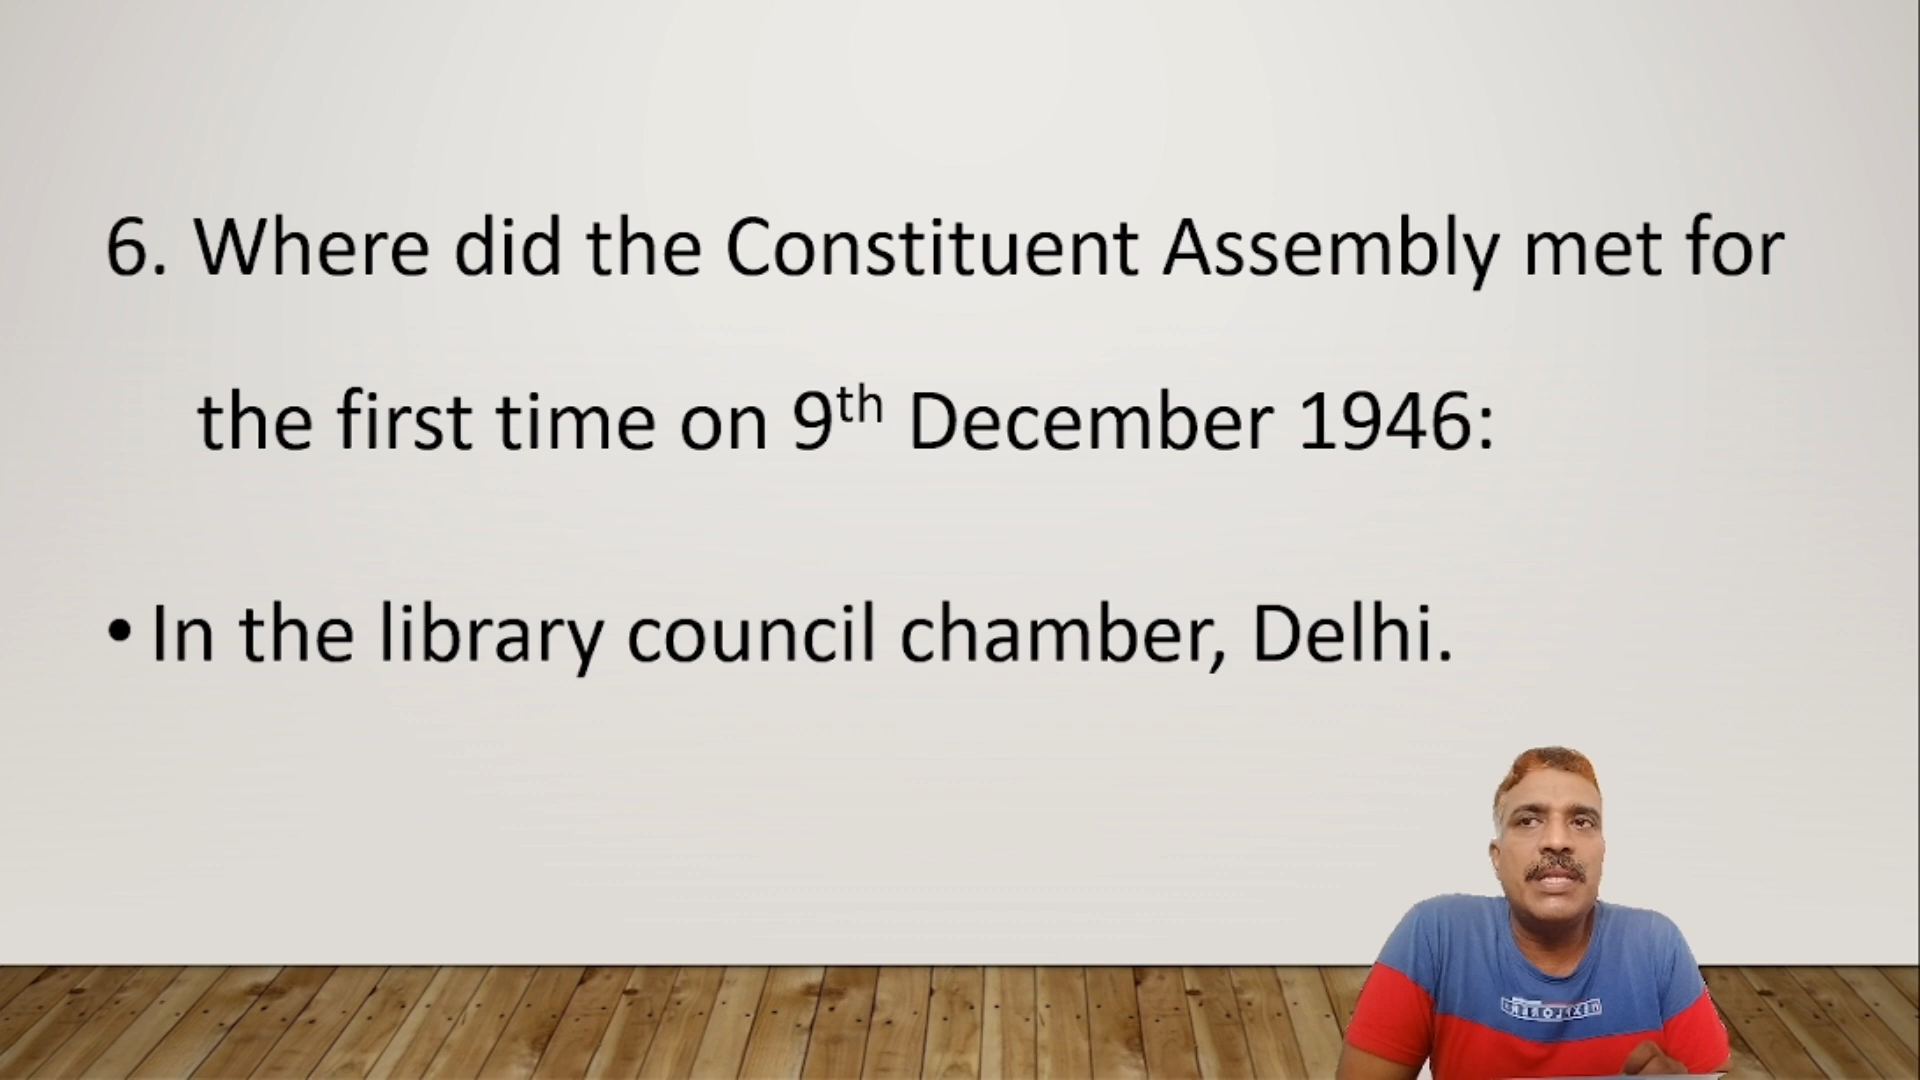 6. Where did the Constituent Assembly met for
the first time on 9th December 1946:
• In the library council chamber, Delhi.
EXPLORER